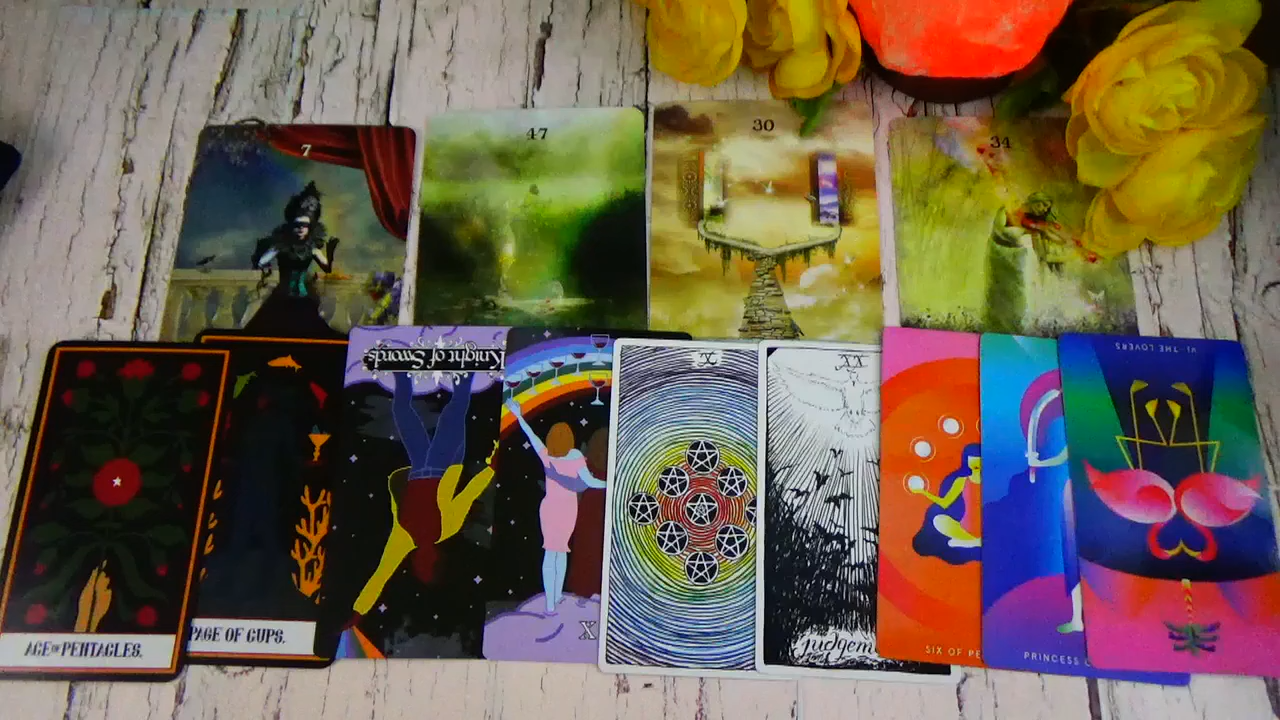 7
47
30
34
ACE OF PENTACLES.
PAGE OF CUPS.
Knight of Swords
X
X
XX
Judgem
SIX OF PE
PRINCESS
VI. THE LOVERS